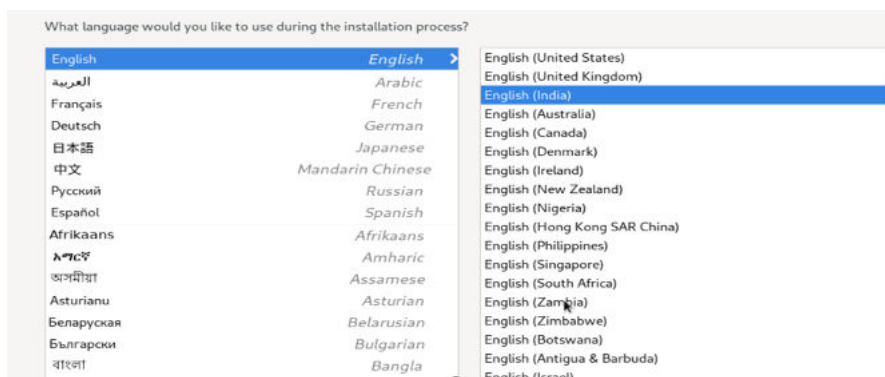 What language would you like to use during the installation process?
English English
العربية Arabic
Français French
Deutsch German
日本語 Japanese
中文 Mandarin Chinese
Русский Russian
Español Spanish
Afrikaans Afrikaans
አማርኛ Amharic
অসমীয়া Assamese
Asturianu Asturian
Беларуская Belarusian
Български Bulgarian
বাংলা Bangla
English (United States)
English (United Kingdom)
English (India)
English (Australia)
English (Canada)
English (Denmark)
English (Ireland)
English (New Zealand)
English (Nigeria)
English (Hong Kong SAR China)
English (Philippines)
English (Singapore)
English (South Africa)
English (Zambia)
English (Zimbabwe)
English (Botswana)
English (Antigua & Barbuda)
English (Israel)